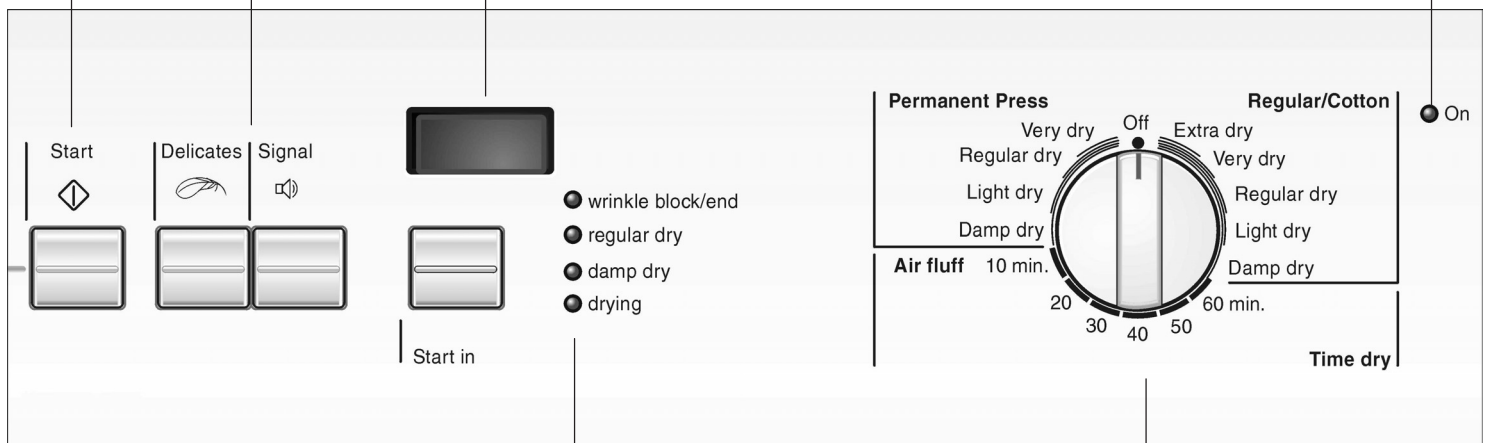 Start
Delicates
Signal
wrinkle block/end
regular dry
damp dry
drying
Start in
Permanent Press
Very dry
Regular dry
Light dry
Damp dry
Air fluff 10 min.
20
30
40
50
60 min.
Time dry
Off
Regular/Cotton
Extra dry
Very dry
Regular dry
Light dry
Damp dry
On